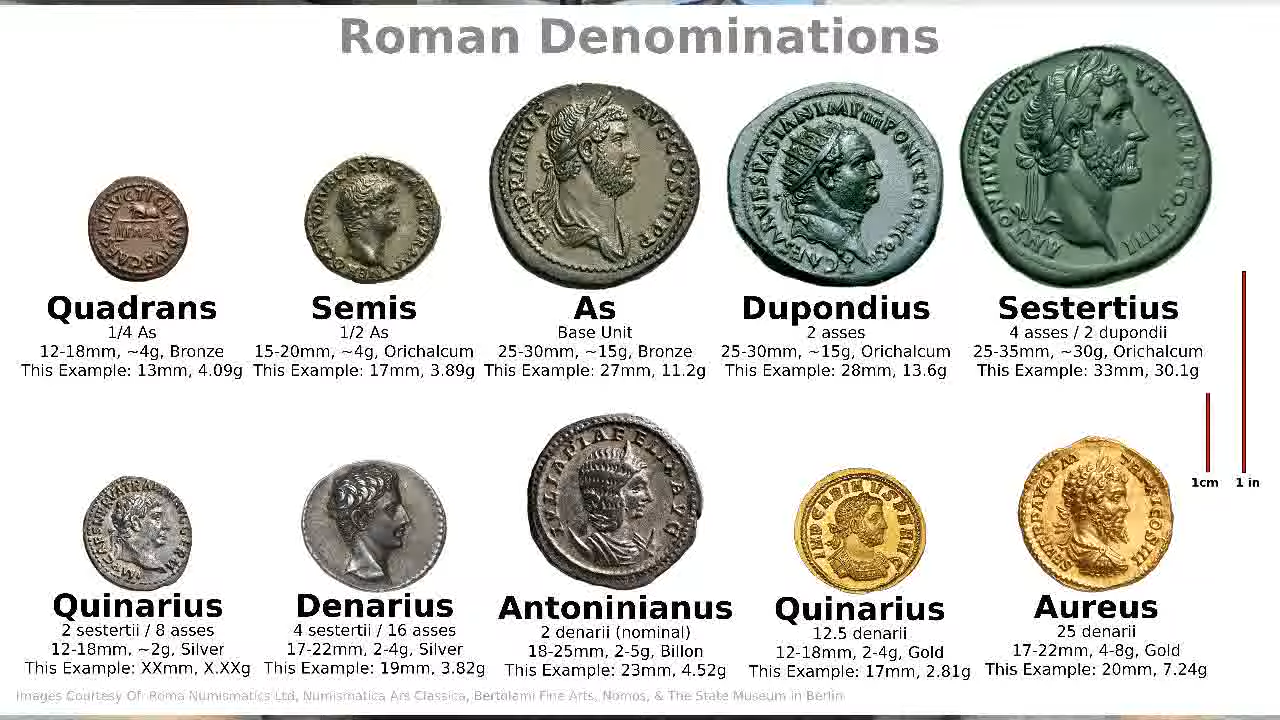 Roman Denominations
Quadrans
1/4 As
12-18mm, ~4g, Bronze
This Example: 13mm, 4.09g
Semis
1/2 As
15-20mm, ~4g, Orichalcum
This Example: 17mm, 3.89g
As
Base Unit
25-30mm, ~15g, Bronze
This Example: 27mm, 11.2g
Dupondius
2 asses
25-30mm, ~15g, Orichalcum
This Example: 28mm, 13.6g
Sestertius
4 asses / 2 dupondii
25-35mm, ~30g, Orichalcum
This Example: 33mm, 30.1g
1cm
1 in
Quinarius
2 sestertii / 8 asses
12-18mm, ~2g, Silver
This Example: XXmm, X.XXg
Denarius
4 sestertii / 16 asses
17-22mm, 2-4g, Silver
This Example: 19mm, 3.82g
Antoninianus
2 denarii (nominal)
18-25mm, 2-5g, Billon
This Example: 23mm, 4.52g
Quinarius
12.5 denarii
12-18mm, 2-4g, Gold
This Example: 17mm, 2.81g
Aureus
25 denarii
17-22mm, 4-8g, Gold
This Example: 20mm, 7.24g
Images Courtesy Of: Roma Numismatics Ltd, Numismatica Ars Classica, Bertolami Fine Arts, Nomos, & The State Museum in Berlin
HADRIANVS AVGCOSIIIPP
IVLIAPIAFELIXAVG